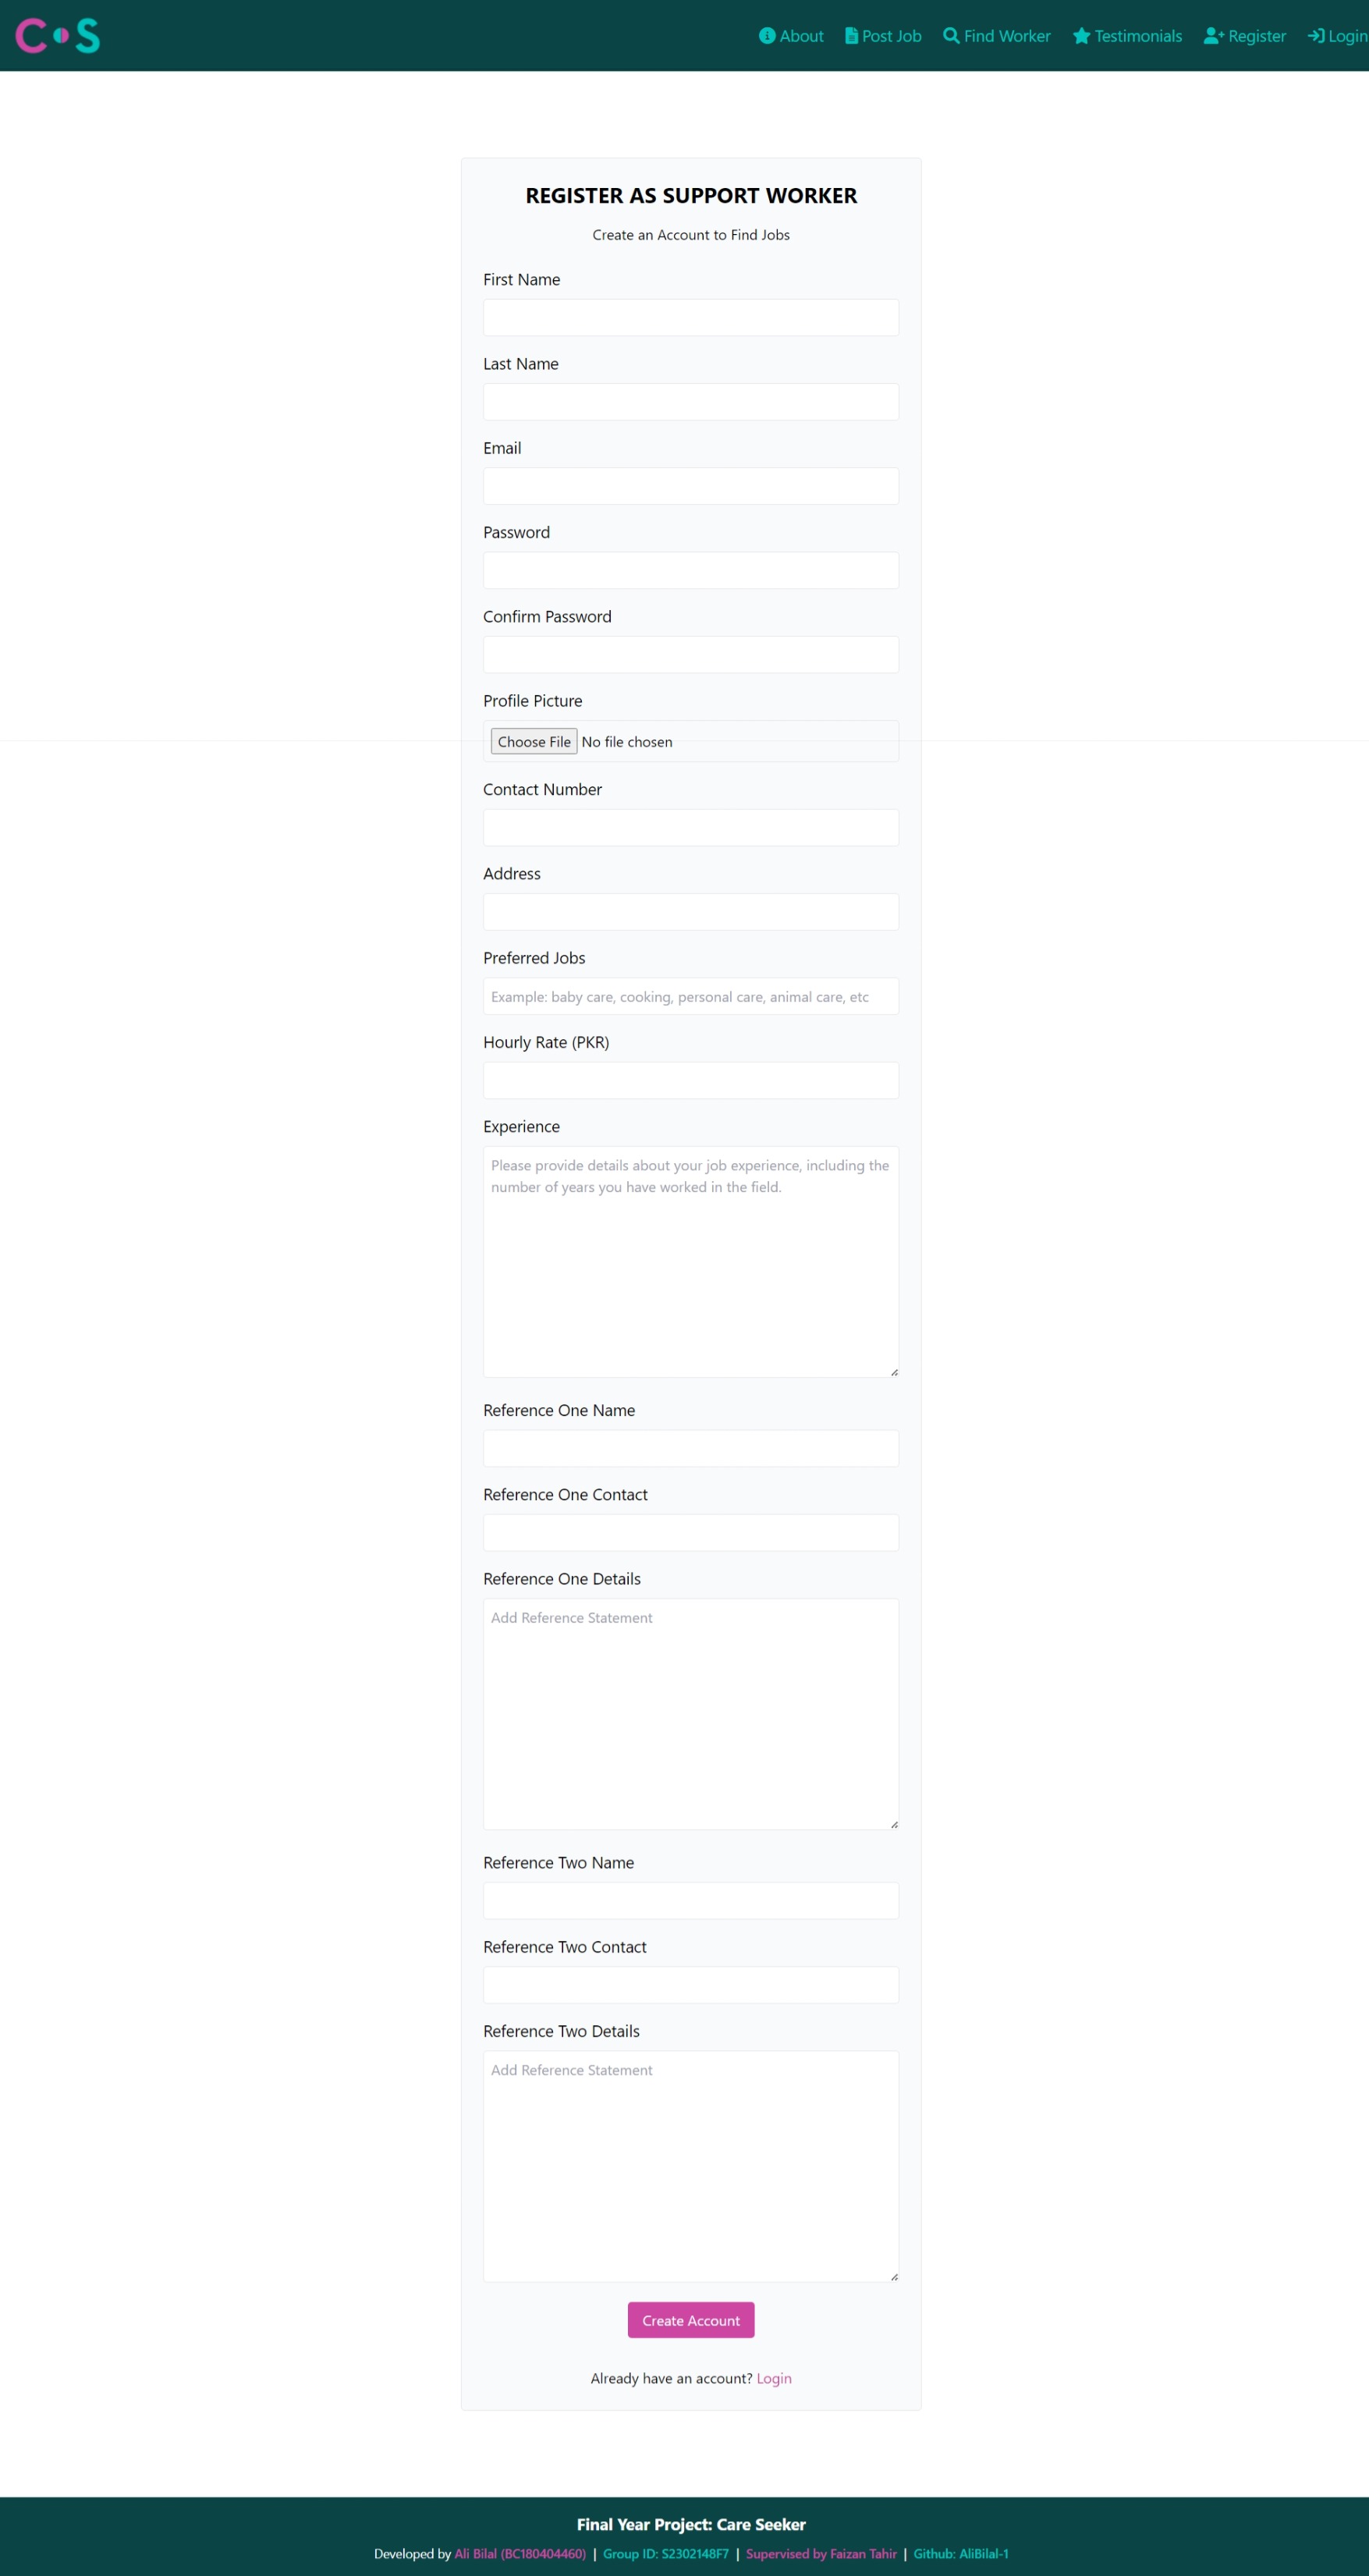 C S
About Post Job Find Worker Testimonials Register Login
REGISTER AS SUPPORT WORKER
Create an Account to Find Jobs
First Name
Last Name
Email
Password
Confirm Password
Profile Picture
Choose File No file chosen
Contact Number
Address
Preferred Jobs
Example: baby care, cooking, personal care, animal care, etc
Hourly Rate (PKR)
Experience
Please provide details about your job experience, including the
number of years you have worked in the field.
Reference One Name
Reference One Contact
Reference One Details
Add Reference Statement
Reference Two Name
Reference Two Contact
Reference Two Details
Add Reference Statement
Create Account
Already have an account? Login
Final Year Project: Care Seeker
Developed by Ali Bilal (BC180404460) | Group ID: S2302148F7 | Supervised by Faizan Tahir | Github: AliBilal-1